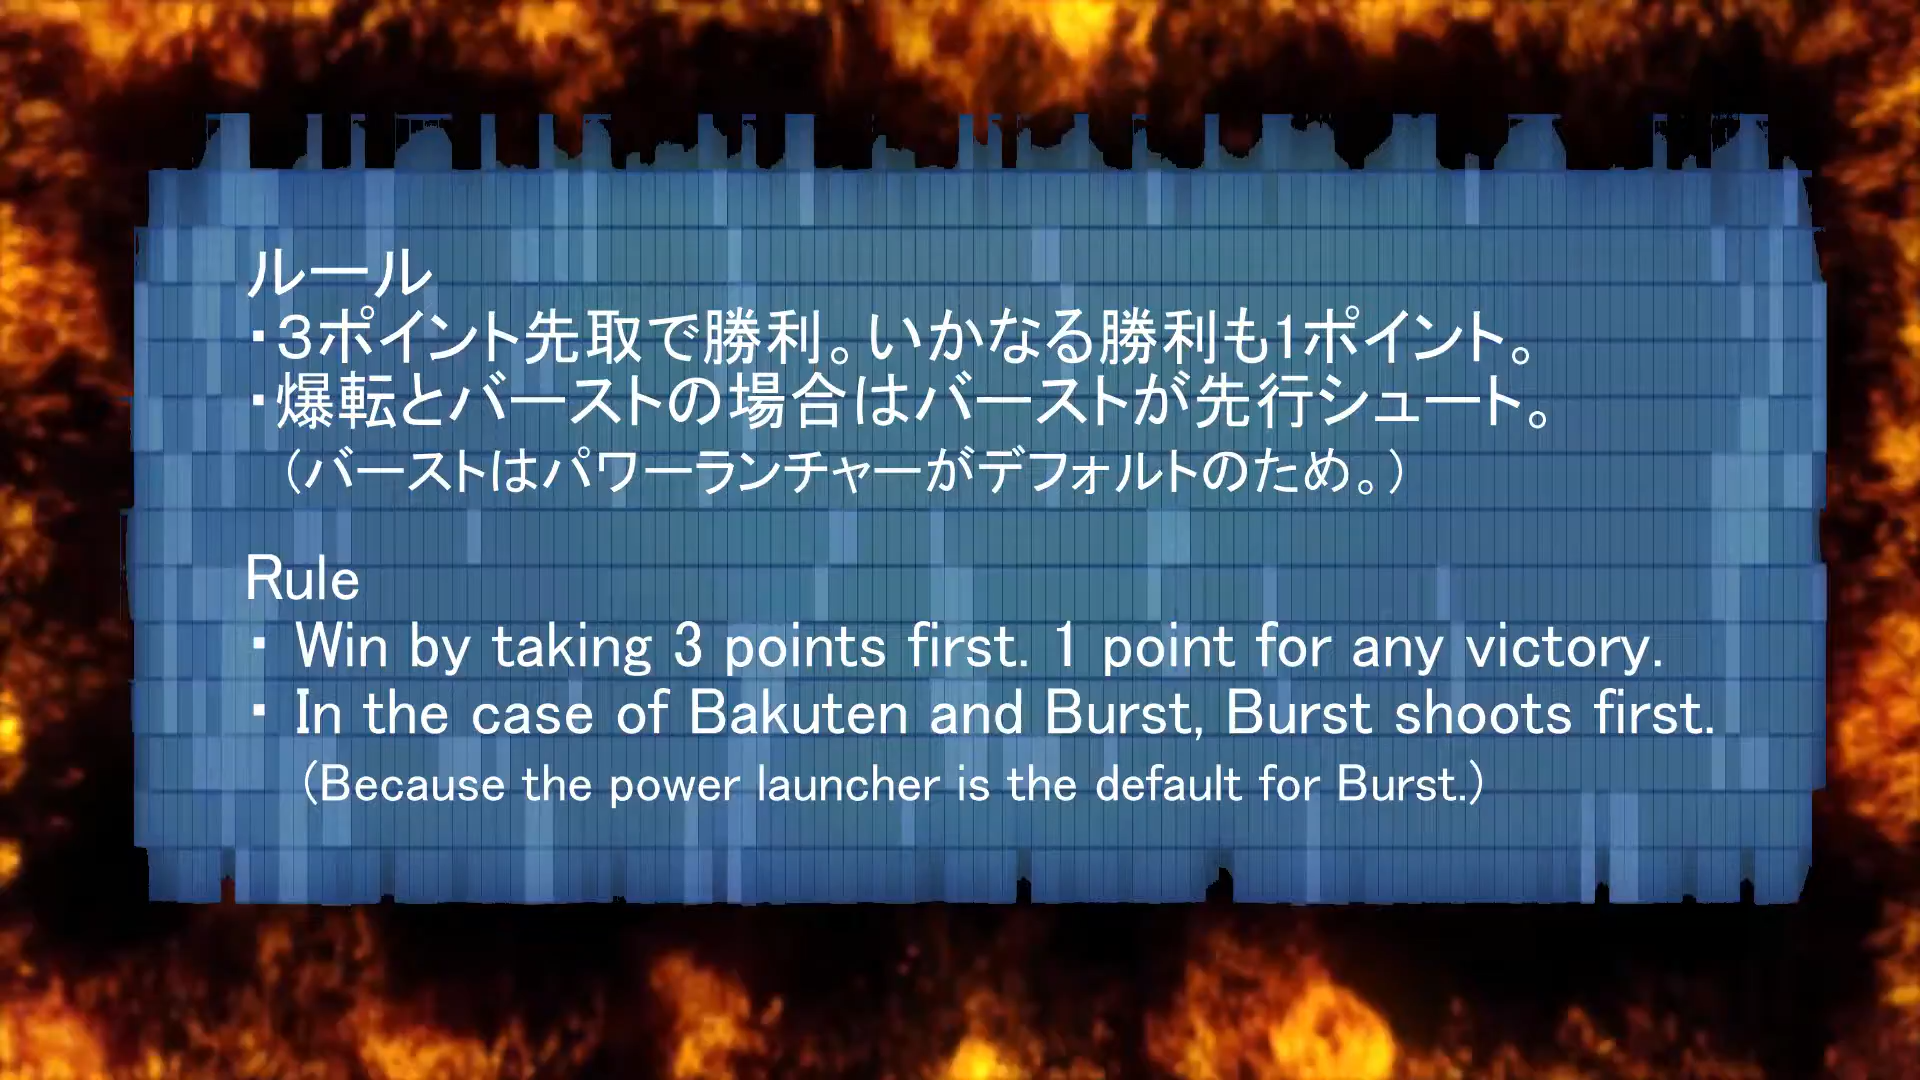 ルール
・３ポイント先取で勝利。いかなる勝利も1ポイント。
・爆転とバーストの場合はバーストが先行シュート。
（バーストはパワーランチャーがデフォルトのため。）
Rule
・ Win by taking 3 points first. 1 point for any victory.
・ In the case of Bakuten and Burst, Burst shoots first.
（Because the power launcher is the default for Burst.）